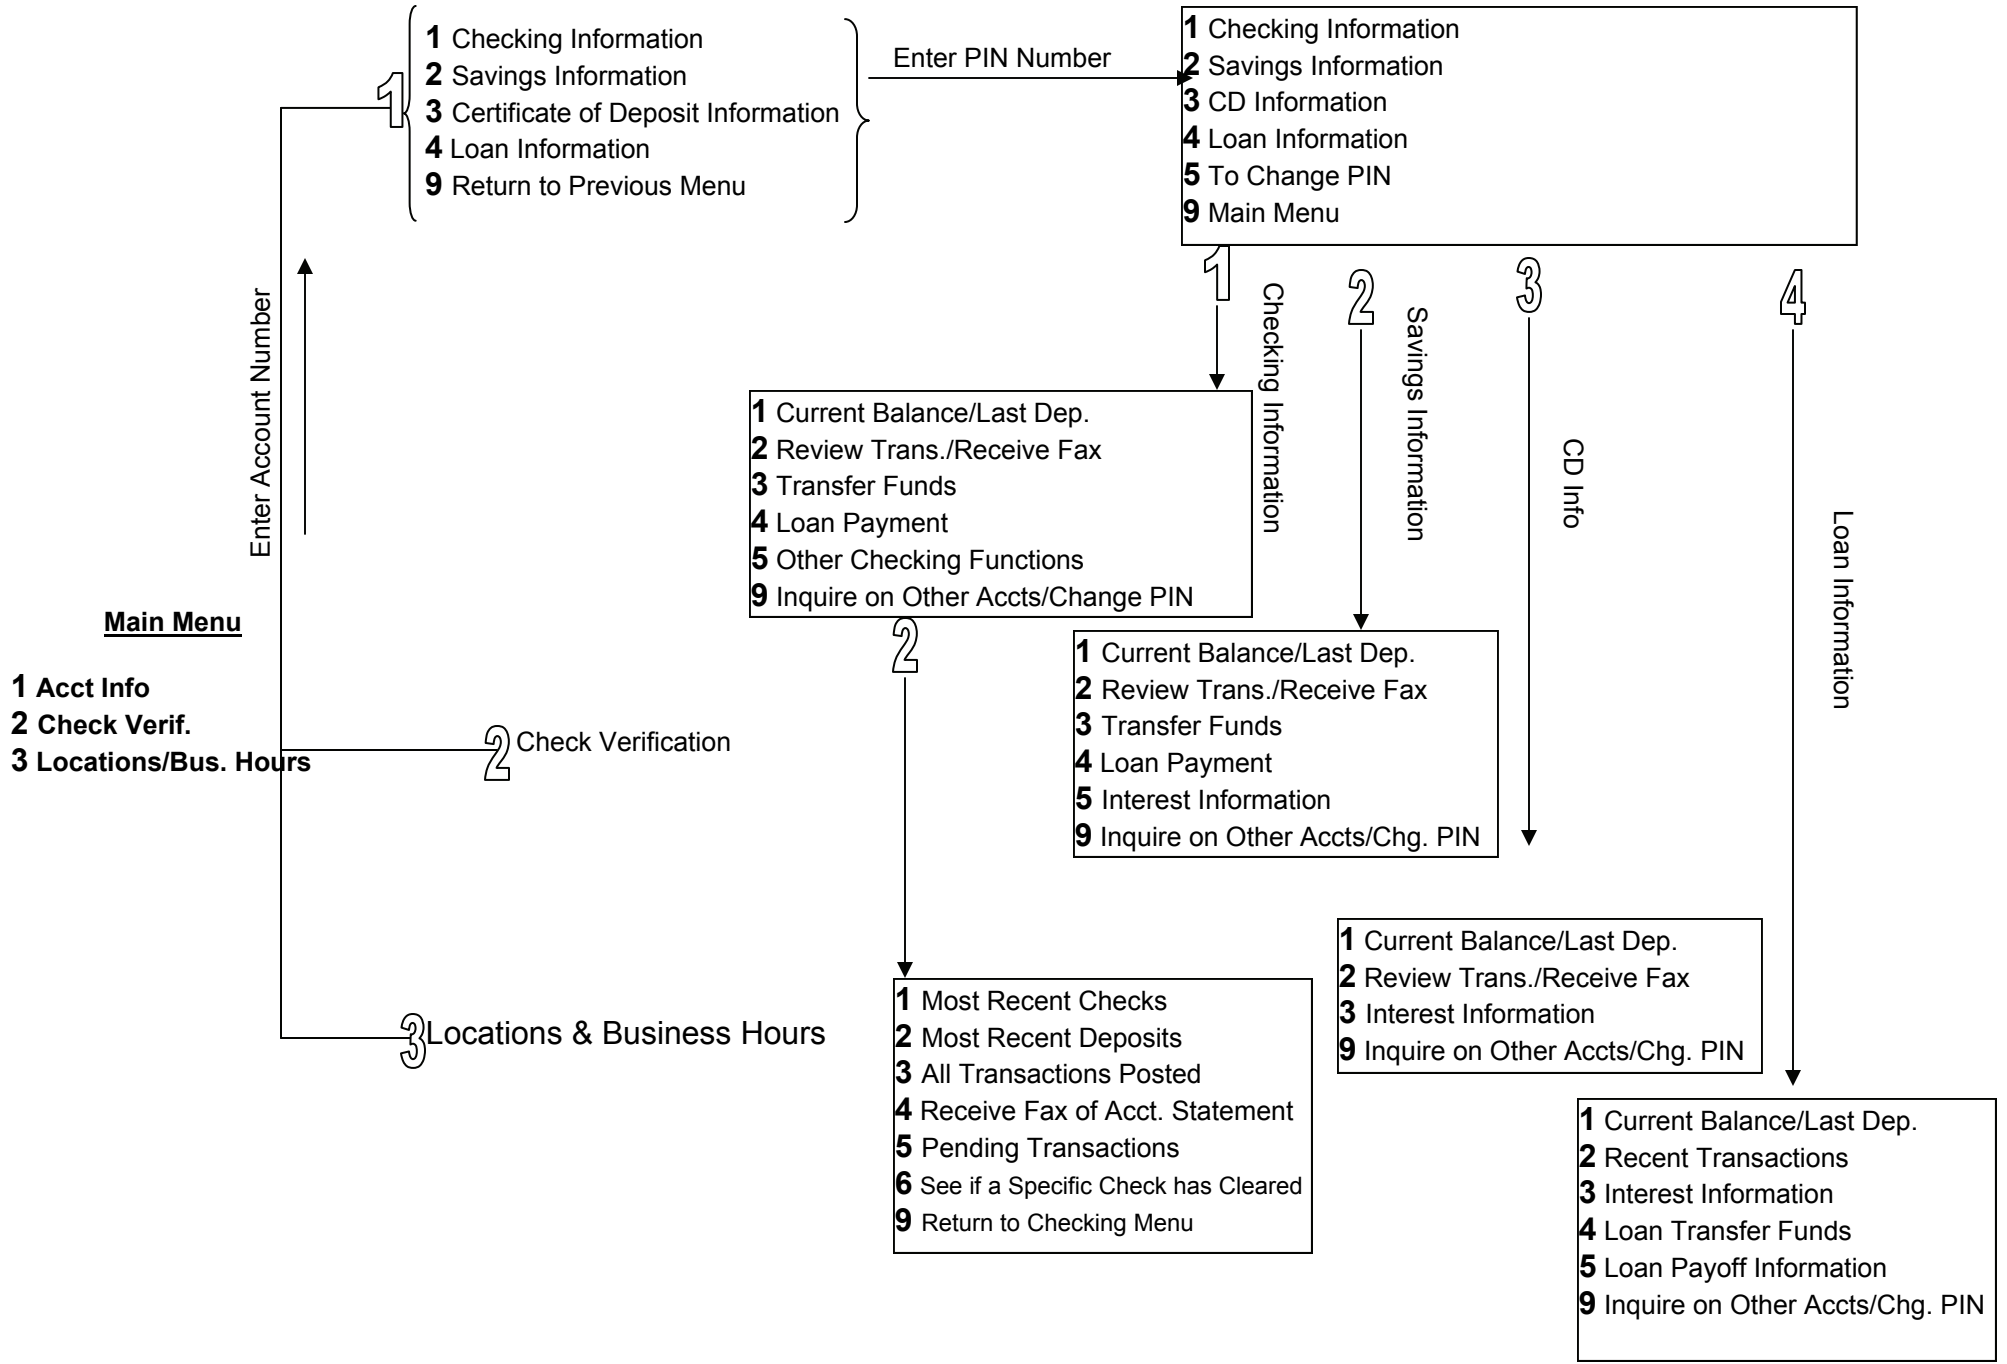 1 Checking Information
2 Savings Information
3 Certificate of Deposit Information
4 Loan Information
9 Return to Previous Menu
1
Enter PIN Number
1 Checking Information
2 Savings Information
3 CD Information
4 Loan Information
5 To Change PIN
9 Main Menu
1
Checking Information
2
Savings Information
3
CD Info
4
Loan Information
Enter Account Number
Main Menu
1 Acct Info
2 Check Verif.
3 Locations/Bus. Hours
2 Check Verification
3 Locations & Business Hours
1 Current Balance/Last Dep.
2 Review Trans./Receive Fax
3 Transfer Funds
4 Loan Payment
5 Other Checking Functions
9 Inquire on Other Accts/Change PIN
2
1 Current Balance/Last Dep.
2 Review Trans./Receive Fax
3 Transfer Funds
4 Loan Payment
5 Interest Information
9 Inquire on Other Accts/Chg. PIN
1 Most Recent Checks
2 Most Recent Deposits
3 All Transactions Posted
4 Receive Fax of Acct. Statement
5 Pending Transactions
6 See if a Specific Check has Cleared
9 Return to Checking Menu
1 Current Balance/Last Dep.
2 Review Trans./Receive Fax
3 Interest Information
9 Inquire on Other Accts/Chg. PIN
1 Current Balance/Last Dep.
2 Recent Transactions
3 Interest Information
4 Loan Transfer Funds
5 Loan Payoff Information
9 Inquire on Other Accts/Chg. PIN